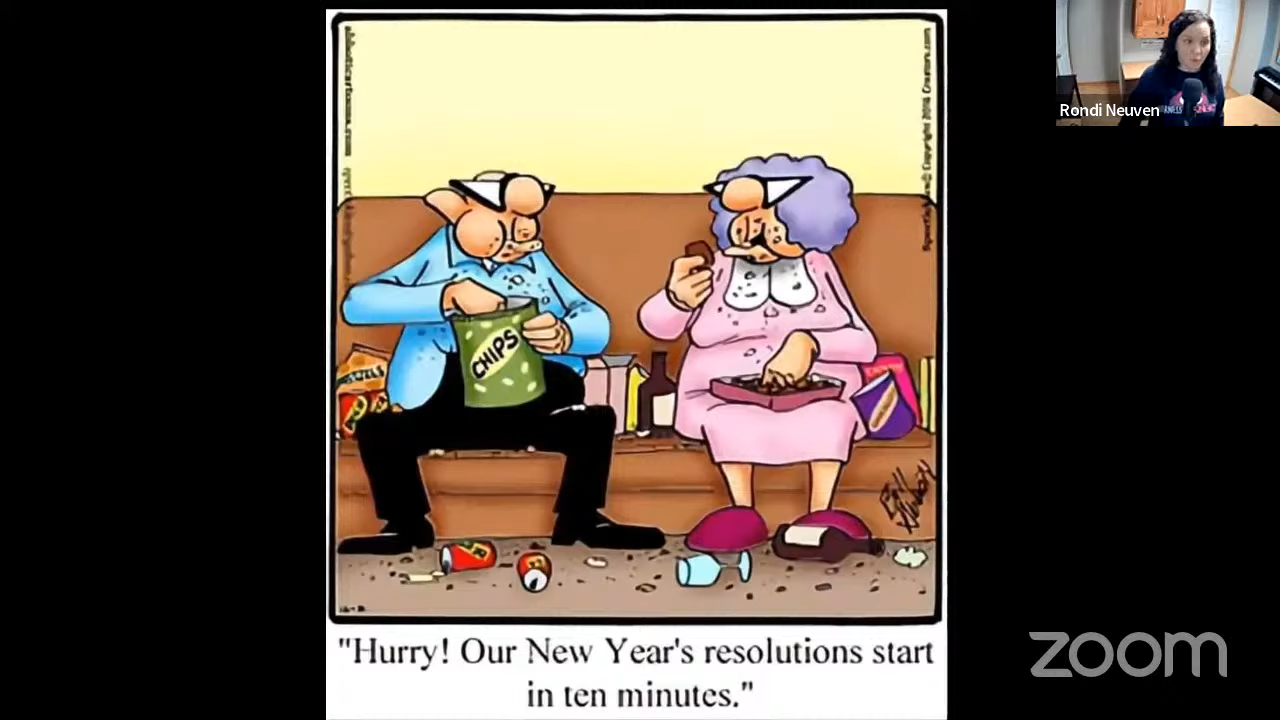 Rondi Neuven
CHIPS
"Hurry! Our New Year's resolutions start
in ten minutes."
zoom